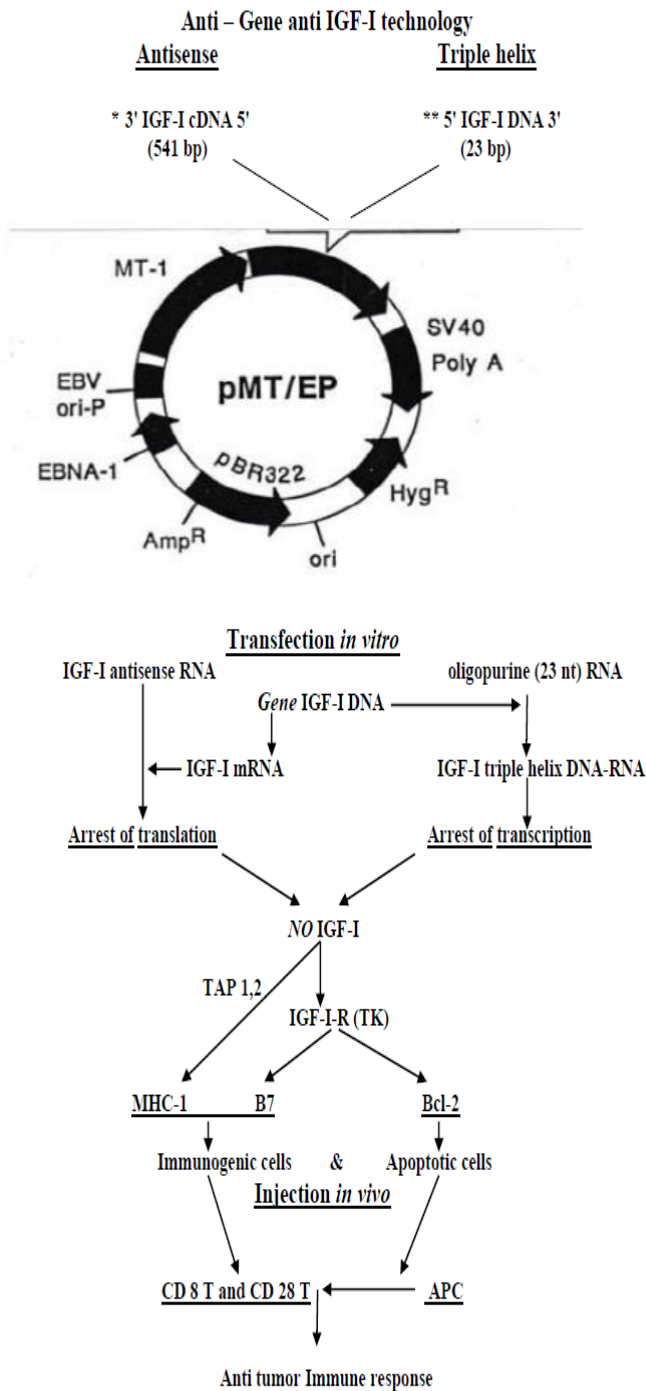 Anti – Gene anti IGF-I technology
Antisense Triple helix
* 3' IGF-I cDNA 5' ** 5' IGF-I DNA 3'
(541 bp) (23 bp)
MT-1
SV40
Poly A
EBV
ori-P
pMT/EP
EBNA-1
pBR322
HygR
AmpR
ori
Transfection in vitro
IGF-I antisense RNA oligopurine (23 nt) RNA
Gene IGF-I DNA
IGF-I mRNA IGF-I triple helix DNA-RNA
Arrest of translation Arrest of transcription
NO IGF-I
TAP 1,2
IGF-I-R (TK)
MHC-1 B7 Bcl-2
Immunogenic cells & Apoptotic cells
Injection in vivo
CD 8 T and CD 28 T APC
Anti tumor Immune response